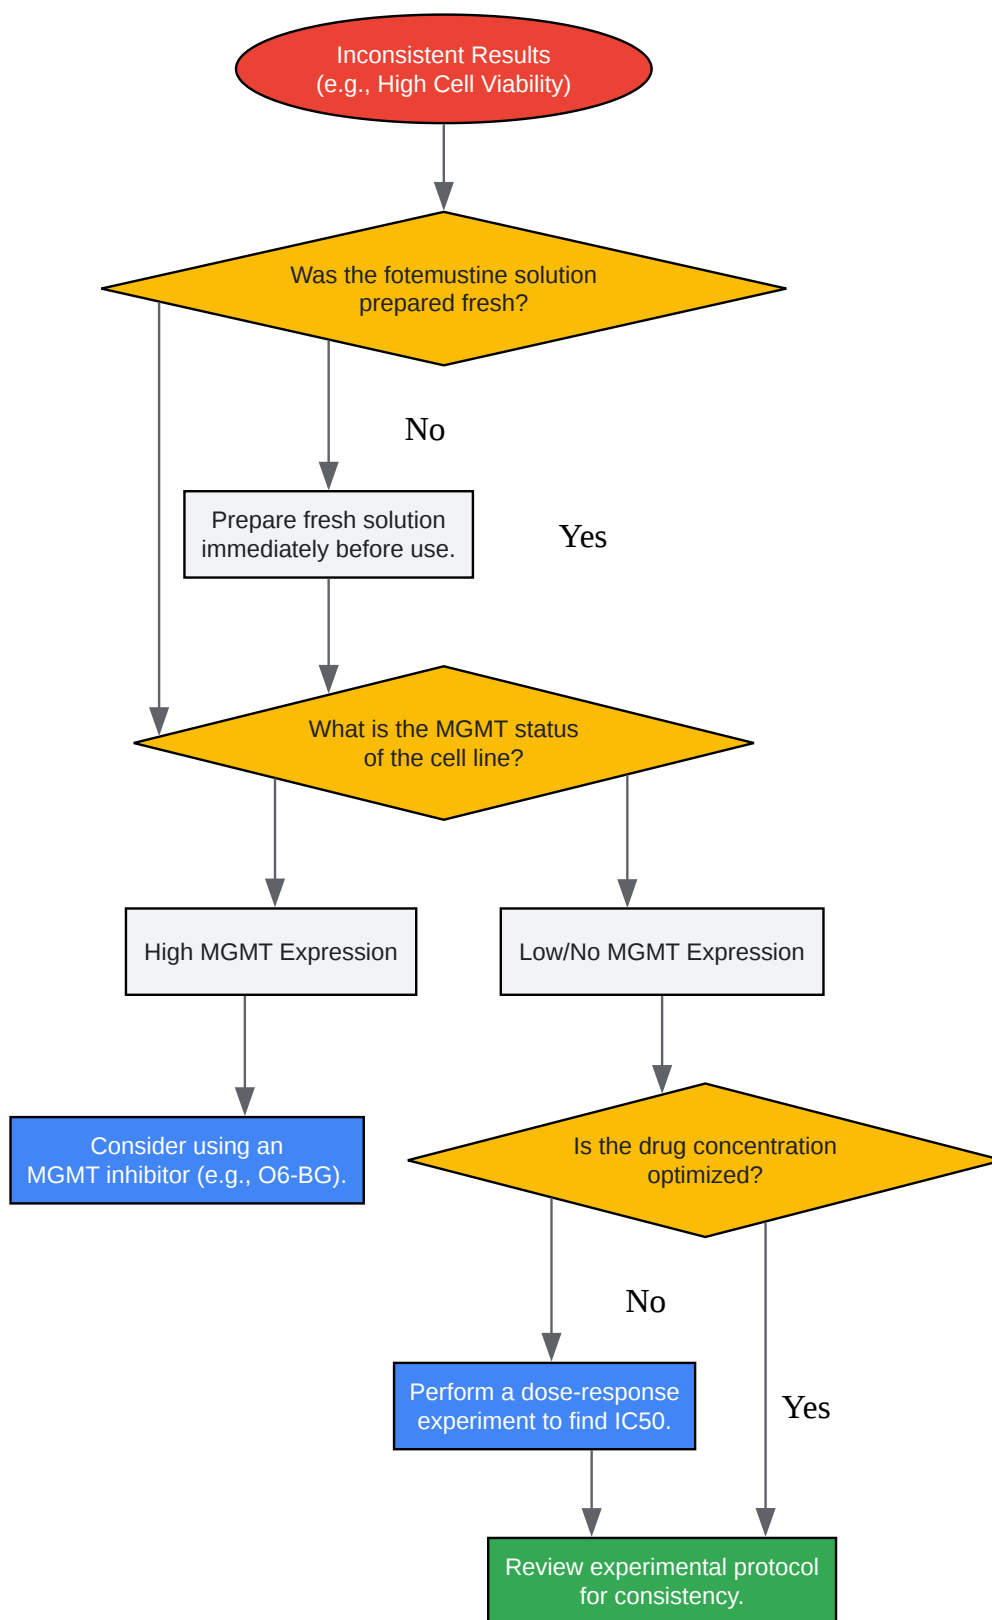 Inconsistent Results
(e.g., High Cell Viability)
Was the fotemustine solution
prepared fresh?
No
Prepare fresh solution
immediately before use.
Yes
What is the MGMT status
of the cell line?
High MGMT Expression
Low/No MGMT Expression
Consider using an
MGMT inhibitor (e.g., O6-BG).
Is the drug concentration
optimized?
No
Perform a dose-response
experiment to find IC50.
Yes
Review experimental protocol
for consistency.